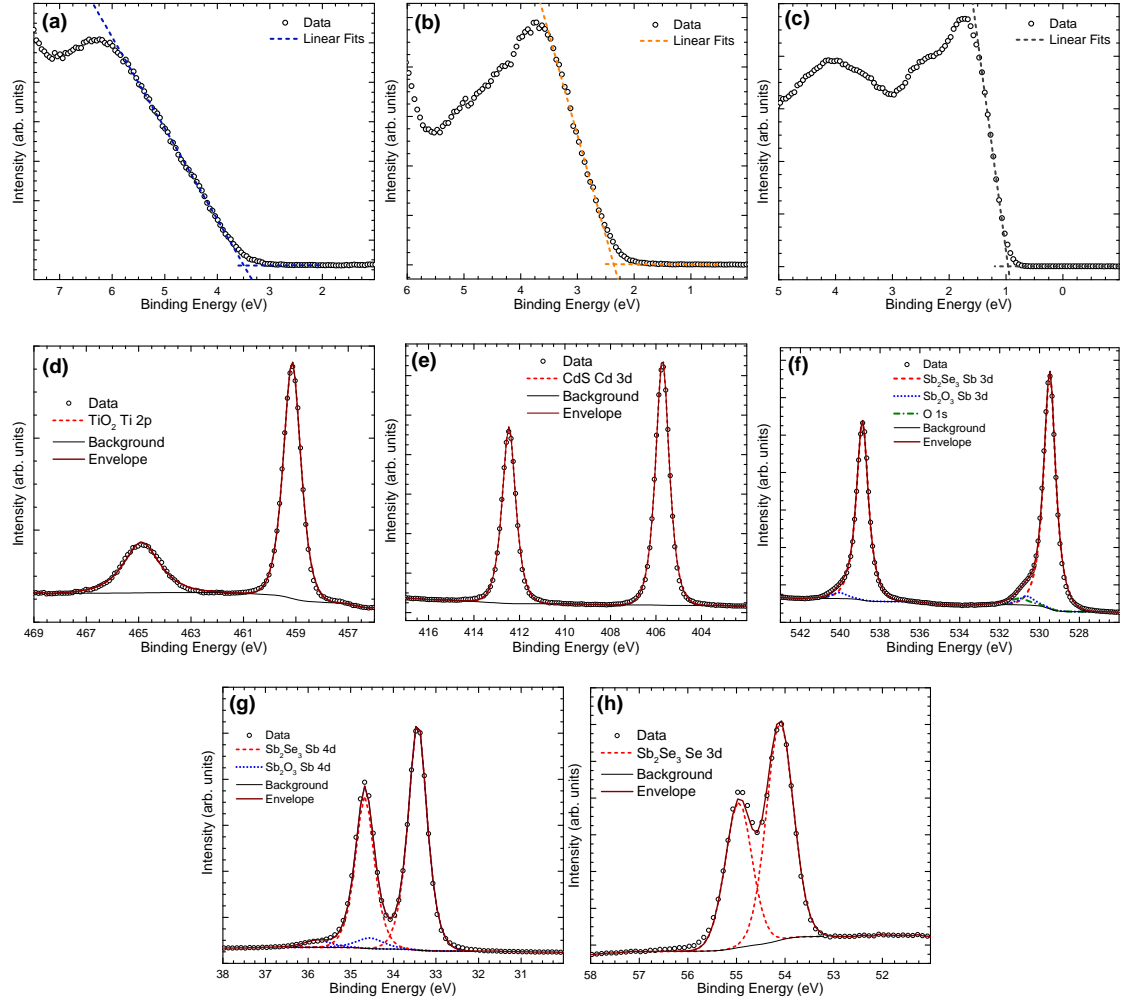 (a)
Data
Linear Fits
Intensity (arb. units)
7 6 5 4 3 2
Binding Energy (eV)
(b)
Data
Linear Fits
Intensity (arb. units)
6 5 4 3 2 1
Binding Energy (eV)
(c)
Data
Linear Fits
Intensity (arb. units)
5 4 3 2 1 0
Binding Energy (eV)
(d)
Data
TiO₂ Ti 2p
Background
Envelope
Intensity (arb. units)
469 467 465 463 461 459 457
Binding Energy (eV)
(e)
Data
CdS Cd 3d
Background
Envelope
Intensity (arb. units)
416 414 412 410 408 406 404
Binding Energy (eV)
(f)
Data
Sb₂Se₃ Sb 3d
Sb₂O₃ Sb 3d
O 1s
Background
Envelope
Intensity (arb. units)
542 540 538 536 534 532 530 528
Binding Energy (eV)
(g)
Data
Sb₂Se₃ Sb 4d
Sb₂O₃ Sb 4d
Background
Envelope
Intensity (arb. units)
38 37 36 35 34 33 32 31
Binding Energy (eV)
(h)
Data
Sb₂Se₃ Se 3d
Background
Envelope
Intensity (arb. units)
58 57 56 55 54 53 52
Binding Energy (eV)